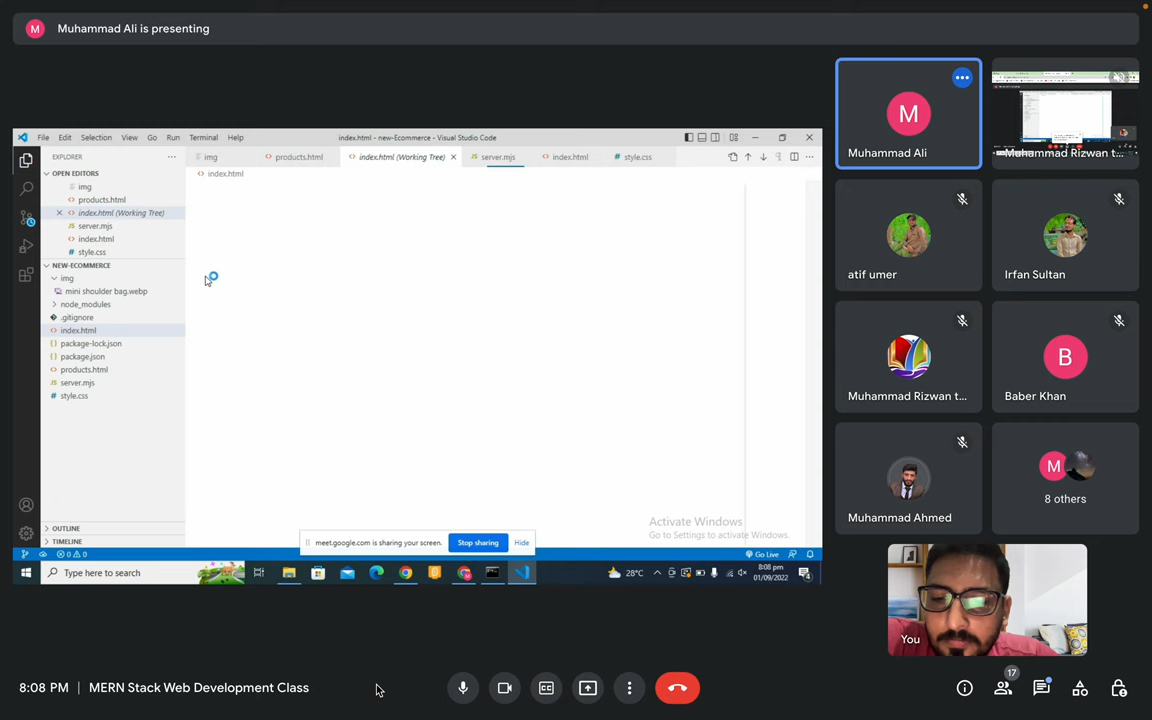 M Muhammad Ali is presenting
File Edit Selection View Go Run Terminal Help
index.html - new-Ecommerce - Visual Studio Code
EXPLORER
img products.html index.html (Working Tree) server.mjs index.html style.css
OPEN EDITORS
index.html
img
products.html
index.html (Working Tree)
server.mjs
index.html
style.css
NEW-ECOMMERCE
img
mini shoulder bag.webp
node_modules
.gitignore
index.html
package-lock.json
package.json
products.html
server.mjs
style.css
OUTLINE
TIMELINE
Activate Windows
Go to Settings to activate Windows.
meet.google.com is sharing your screen. Stop sharing Hide
0 0
Go Live
Type here to search
28°C
8:08 pm
01/09/2022
4
M
Muhammad Ali
Muhammad Rizwan t...
atif umer
Irfan Sultan
Muhammad Rizwan t...
B
Baber Khan
Muhammad Ahmed
M
8 others
You
8:08 PM | MERN Stack Web Development Class
CC
17